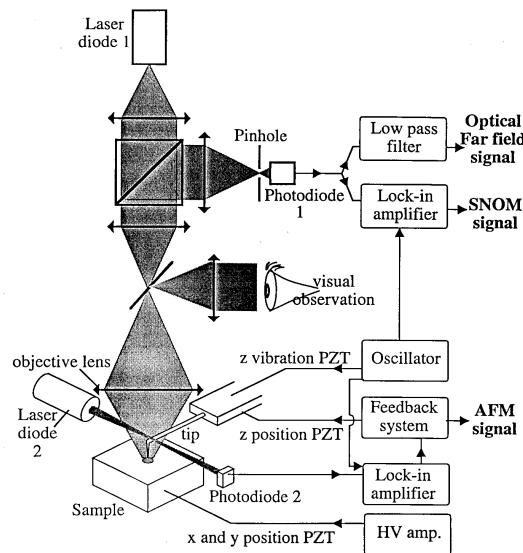 Laser
diode 1
Pinhole
Photodiode
1
Low pass
filter
Optical
Far field
signal
Lock-in
amplifier
SNOM
signal
visual
observation
objective lens
z vibration PZT
Oscillator
Laser
diode
2
tip
z position PZT
Feedback
system
AFM
signal
Photodiode 2
Lock-in
amplifier
Sample
x and y position PZT
HV amp.